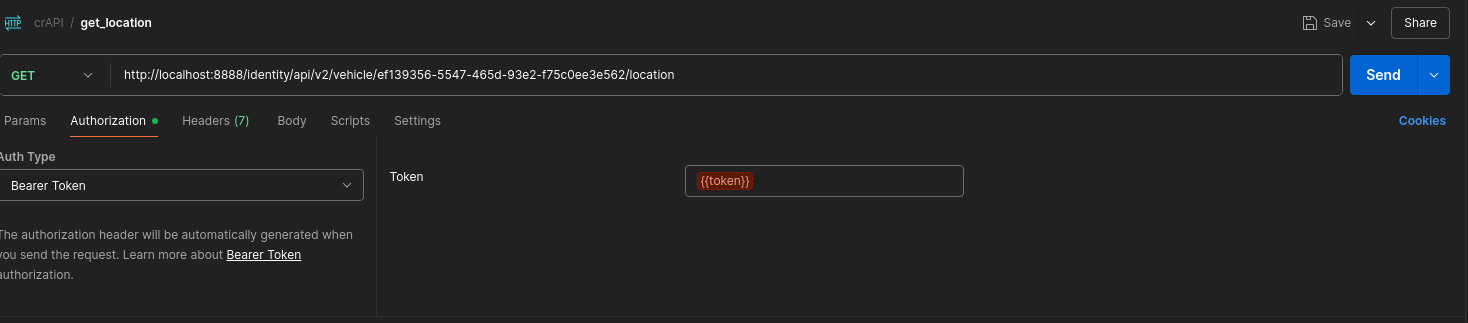 HTTP crAPI / get_location Save Share
GET http://localhost:8888/identity/api/v2/vehicle/ef139356-5547-465d-93e2-f75c0ee3e562/location Send
Params Authorization Headers (7) Body Scripts Settings Cookies
Auth Type
Bearer Token
Token {{token}}
The authorization header will be automatically generated when
you send the request. Learn more about Bearer Token
authorization.